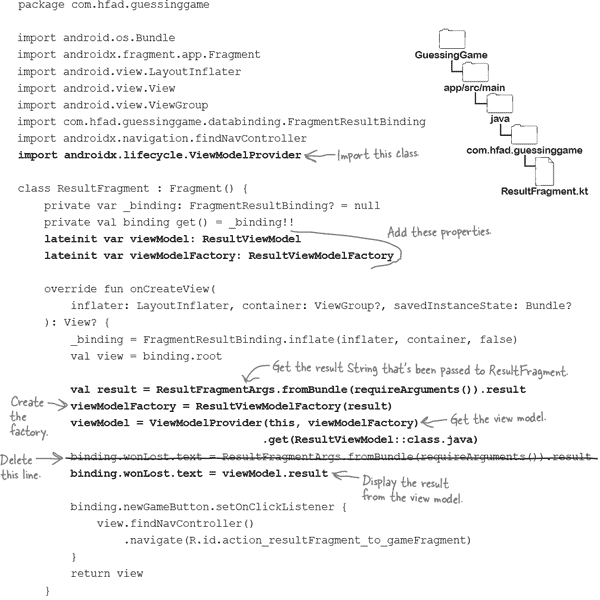 package com.hfad.guessinggame
import android.os.Bundle
import androidx.fragment.app.Fragment
import android.view.LayoutInflater
import android.view.View
import android.view.ViewGroup
import com.hfad.guessinggame.databinding.FragmentResultBinding
import androidx.navigation.findNavController
import androidx.lifecycle.ViewModelProvider
Import this class.
GuessingGame
app/src/main
java
com.hfad.guessinggame
ResultFragment.kt
class ResultFragment : Fragment() {
private var _binding: FragmentResultBinding? = null
private val binding get() = _binding!!
lateinit var viewModel: ResultViewModel
lateinit var viewModelFactory: ResultViewModelFactory
Add these properties.
override fun onCreateView(
inflater: LayoutInflater, container: ViewGroup?, savedInstanceState: Bundle?
): View? {
_binding = FragmentResultBinding.inflate(inflater, container, false)
val view = binding.root
Get the result String that's been passed to ResultFragment.
val result = ResultFragmentArgs.fromBundle(requireArguments()).result
Create the factory.
viewModelFactory = ResultViewModelFactory(result)
viewModel = ViewModelProvider(this, viewModelFactory)
Get the view model.
.get(ResultViewModel::class.java)
Delete this line.
binding.wonLost.text = ResultFragmentArgs.fromBundle(requireArguments()).result
binding.wonLost.text = viewModel.result
Display the result
from the view model.
binding.newGameButton.setOnClickListener {
view.findNavController()
.navigate(R.id.action_resultFragment_to_gameFragment)
}
return view
}